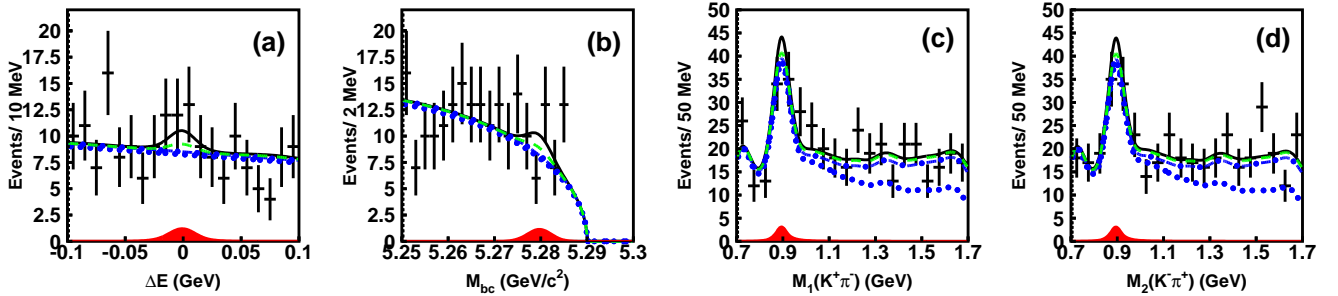 (a)
Events/ 10 MeV
20
17.5
15
12.5
10
7.5
5
2.5
0
-0.1 -0.05 0 0.05 0.1
ΔE (GeV)
(b)
Events/ 2 MeV
20
17.5
15
12.5
10
7.5
5
2.5
0
5.25 5.26 5.27 5.28 5.29 5.3
M_bc (GeV/c²)
(c)
Events/ 50 MeV
50
45
40
35
30
25
20
15
10
5
0
0.7 0.9 1.1 1.3 1.5 1.7
M₁(K⁺π⁻) (GeV)
(d)
Events/ 50 MeV
50
45
40
35
30
25
20
15
10
5
0
0.7 0.9 1.1 1.3 1.5 1.7
M₂(K⁻π⁺) (GeV)